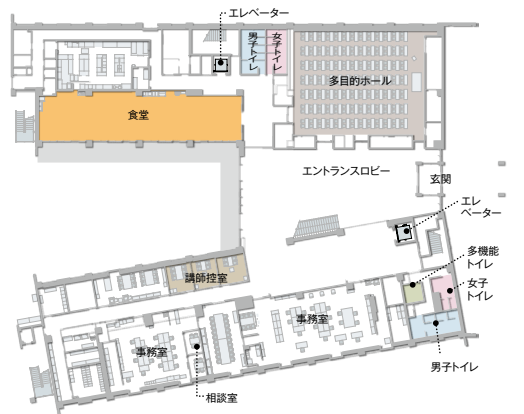 エレベーター
男子トイレ
女子トイレ
多目的ホール
食堂
エントランスロビー
玄関
エレ
ベーター
多機能
トイレ
講師控室
女子
トイレ
事務室
事務室
男子トイレ
相談室